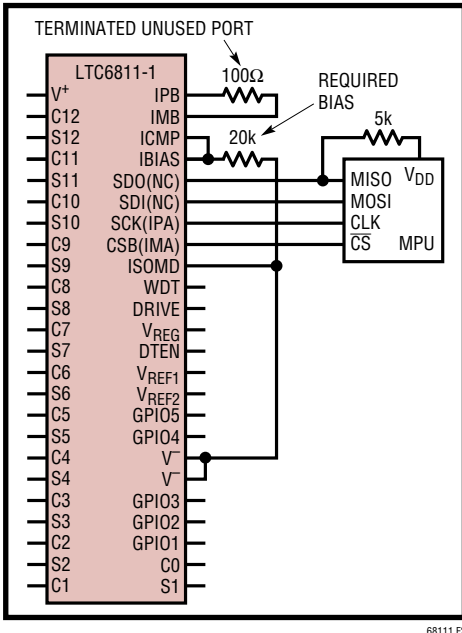 TERMINATED UNUSED PORT
LTC6811-1
100Ω
REQUIRED
BIAS
20k
5k
V+
C12
S12
C11
S11
C10
S10
C9
S9
C8
S8
C7
S7
C6
S6
C5
S5
C4
S4
C3
S3
C2
S2
C1
IPB
IMB
ICMP
IBIAS
SDO(NC)
SDI(NC)
SCK(IPA)
CSB(IMA)
ISOMD
WDT
DRIVE
VREG
DTEN
VREF1
VREF2
GPIO5
GPIO4
V–
V–
GPIO3
GPIO2
GPIO1
C0
S1
MISO VDD
MOSI
CLK
CS MPU